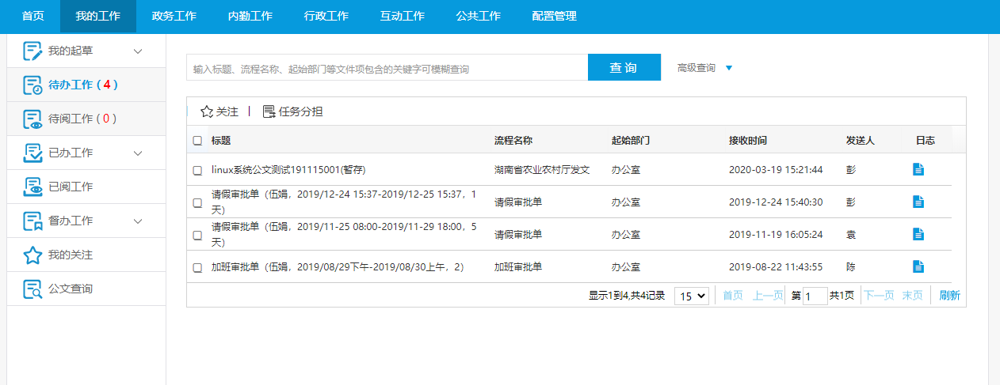 首页 我的工作 政务工作 内勤工作 行政工作 互动工作 公共工作 配置管理
我的起草
待办工作 ( 4 )
待阅工作 ( 0 )
已办工作
已阅工作
督办工作
我的关注
公文查询
输入标题、流程名称、起始部门等文件项包含的关键字可模糊查询 查 询 高级查询
关注 任务分担
标题 流程名称 起始部门 接收时间 发送人 日志
linux系统公文测试191115001(暂存) 湖南省农业农村厅发文 办公室 2020-03-19 15:21:44 彭
请假审批单（伍娟，2019/12-24 15:37-2019/12-25 15:37，1
天） 请假审批单 办公室 2019-12-24 15:40:30 彭
请假审批单（伍娟，2019/11-25 08:00-2019/11-29 18:00，5
天） 请假审批单 办公室 2019-11-19 16:05:24 袁
加班审批单（伍娟，2019/08/29下午-2019/08/30上午，2） 加班审批单 办公室 2019-08-22 11:43:55 陈
显示1到4,共4记录 15 首页 上一页 第 1 共1页 下一页 末页 刷新